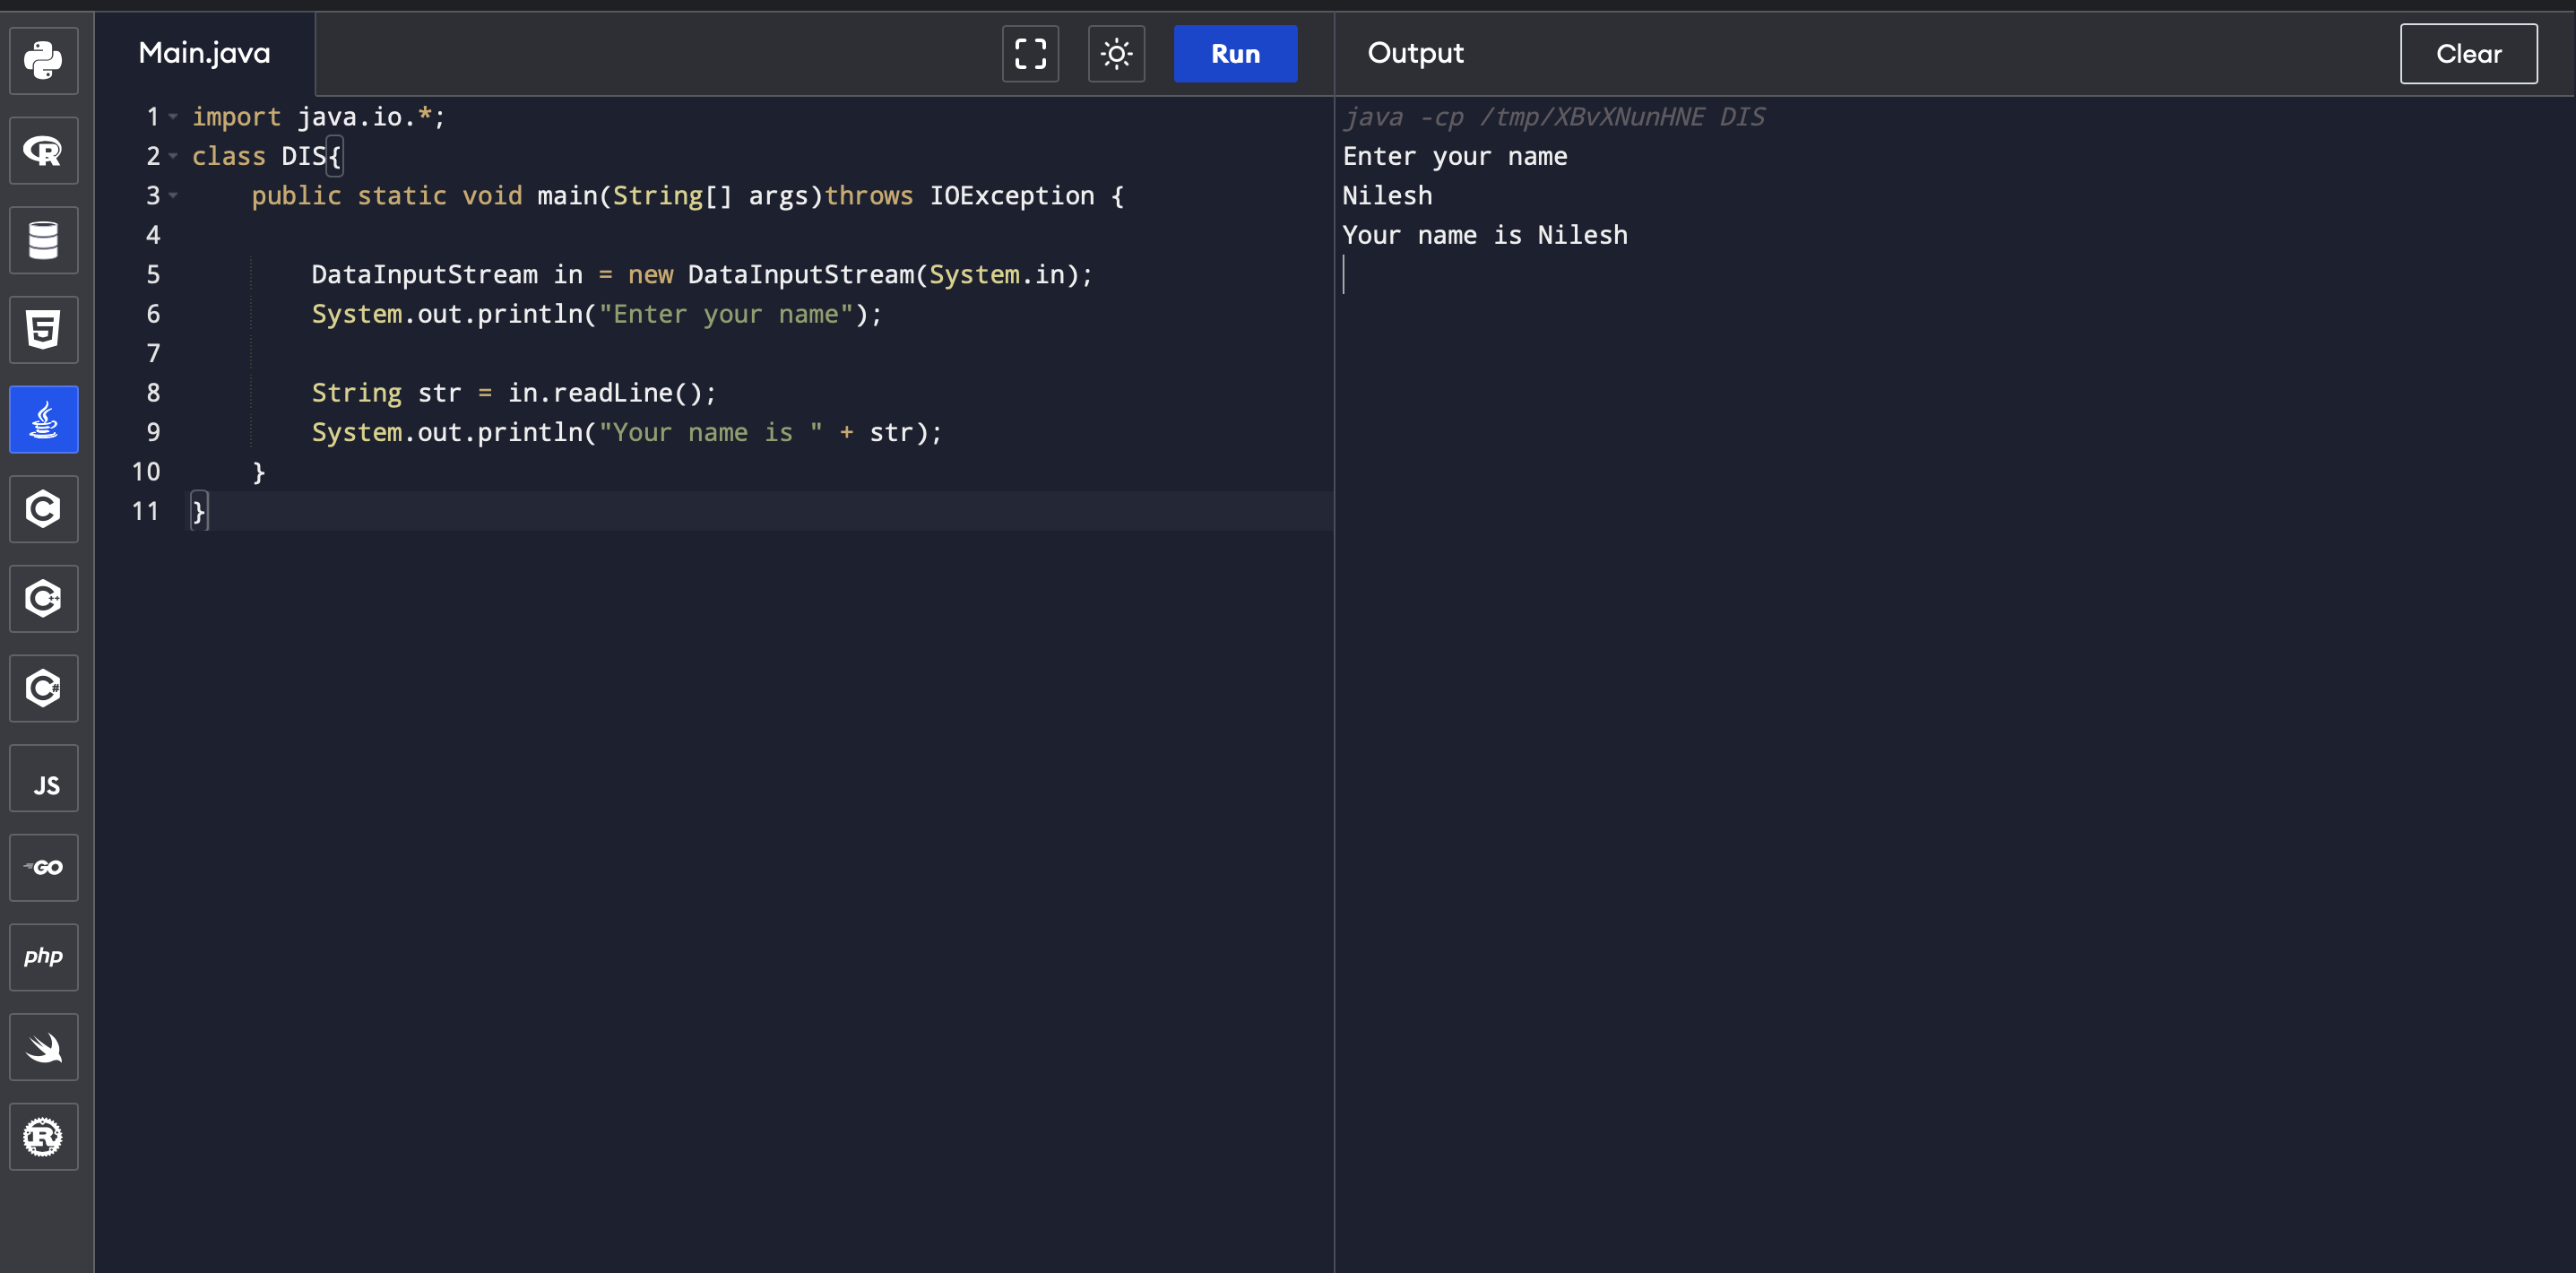 Main.java
Run
Output
Clear
1 import java.io.*;
2 class DIS{
3     public static void main(String[] args)throws IOException {
4
5         DataInputStream in = new DataInputStream(System.in);
6         System.out.println("Enter your name");
7
8         String str = in.readLine();
9         System.out.println("Your name is " + str);
10     }
11 }
java -cp /tmp/XBvXNunHNE DIS
Enter your name
Nilesh
Your name is Nilesh
R
5
C
C++
C#
JS
GO
php
R